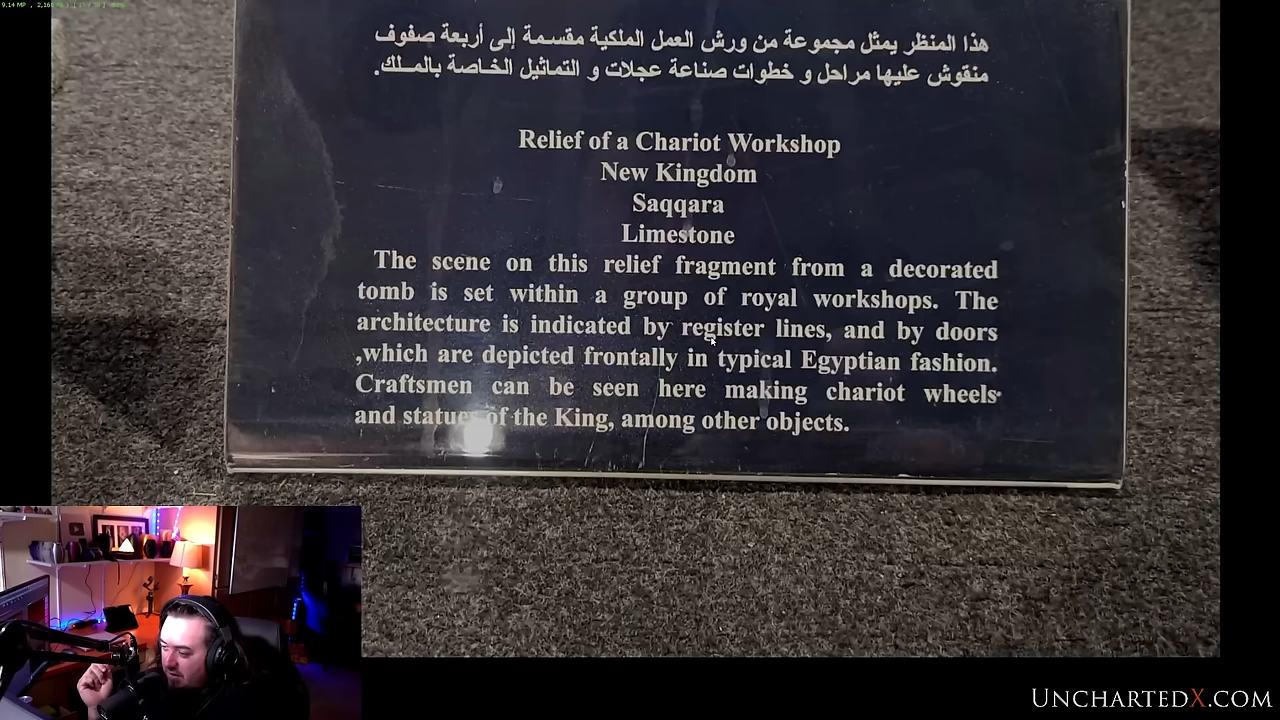 هذا المنظر يمثل مجموعة من ورش العمل الملكية مقسمة إلى أربعة صفوف
منقوش عليها مراحل و خطوات صناعة عجلات و التماثيل الخاصة بالملك.
Relief of a Chariot Workshop
New Kingdom
Saqqara
Limestone
The scene on this relief fragment from a decorated
tomb is set within a group of royal workshops. The
architecture is indicated by register lines, and by doors
,which are depicted frontally in typical Egyptian fashion.
Craftsmen can be seen here making chariot wheels
and statues of the King, among other objects.
UNCHARTEDX.COM